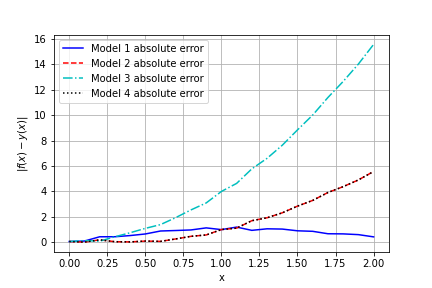 16
14
12
10
8
6
4
2
0
|f(x) − y(x)|
Model 1 absolute error
Model 2 absolute error
Model 3 absolute error
Model 4 absolute error
0.00 0.25 0.50 0.75 1.00 1.25 1.50 1.75 2.00
x